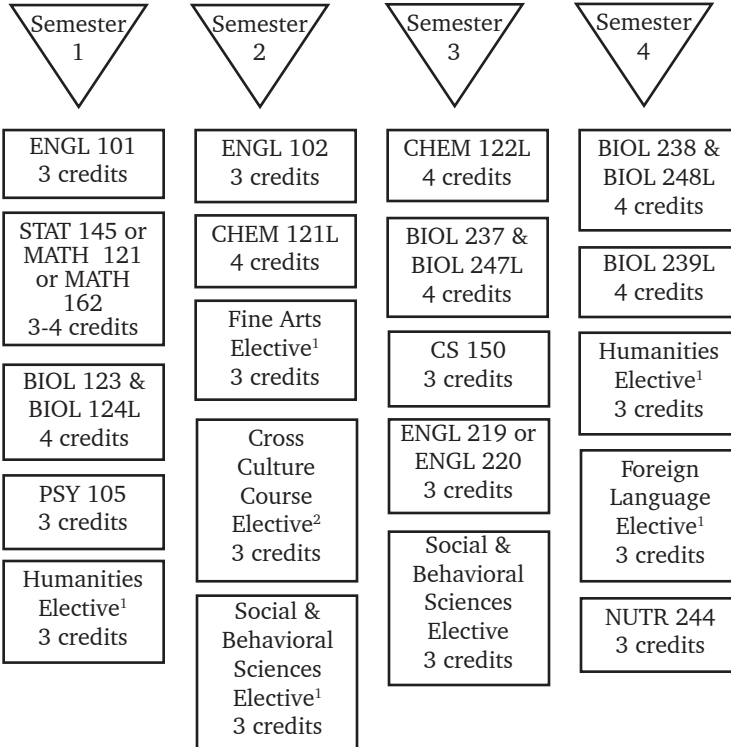 Semester
1
ENGL 101
3 credits
STAT 145 or
MATH 121
or MATH
162
3-4 credits
BIOL 123 &
BIOL 124L
4 credits
PSY 105
3 credits
Humanities
Elective¹
3 credits
Semester
2
ENGL 102
3 credits
CHEM 121L
4 credits
Fine Arts
Elective¹
3 credits
Cross
Culture
Course
Elective²
3 credits
Social &
Behavioral
Sciences
Elective¹
3 credits
Semester
3
CHEM 122L
4 credits
BIOL 237 &
BIOL 247L
4 credits
CS 150
3 credits
ENGL 219 or
ENGL 220
3 credits
Social &
Behavioral
Sciences
Elective
3 credits
Semester
4
BIOL 238 &
BIOL 248L
4 credits
BIOL 239L
4 credits
Humanities
Elective¹
3 credits
Foreign
Language
Elective¹
3 credits
NUTR 244
3 credits